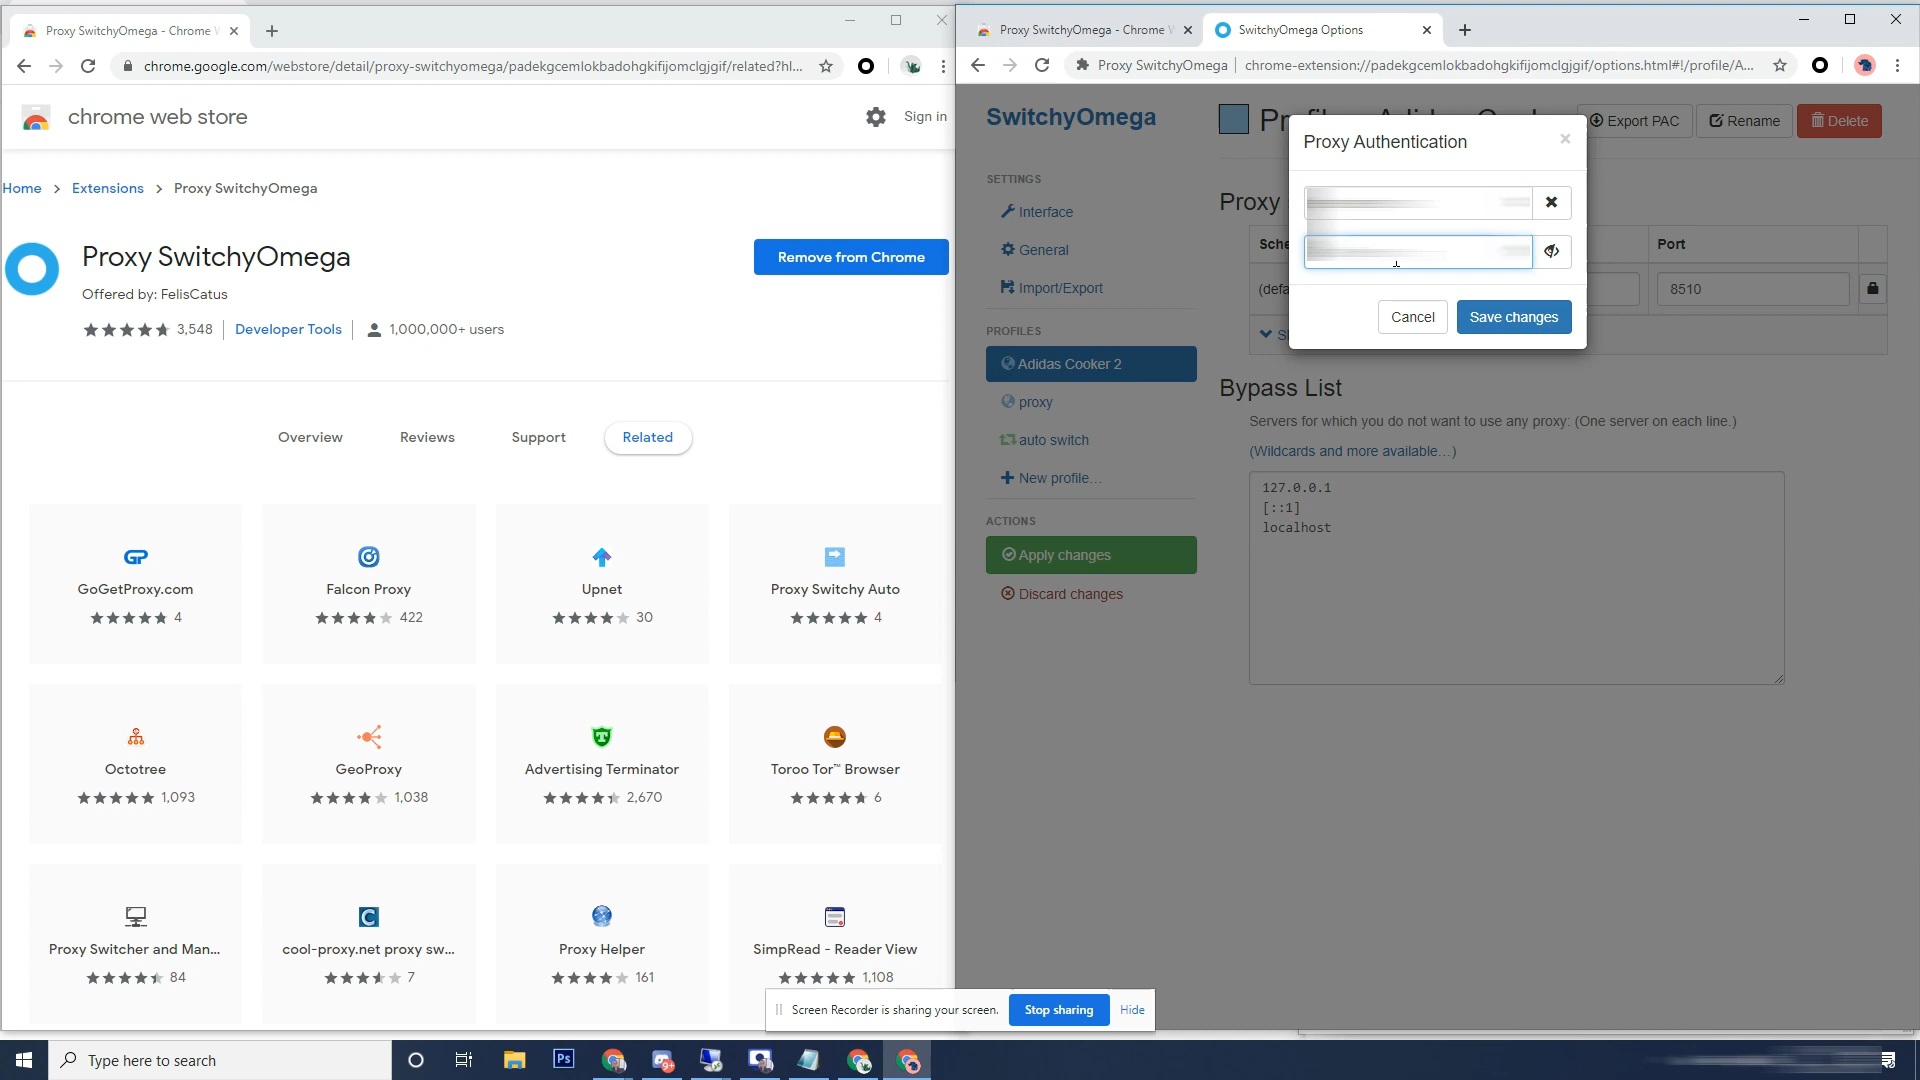 Proxy SwitchyOmega - Chrome
chrome.google.com/webstore/detail/proxy-switchyomega/padekgcemlokbadohgkifijomclgjgif/related?hl...
chrome web store
Sign in
Home > Extensions > Proxy SwitchyOmega
Proxy SwitchyOmega
Remove from Chrome
Offered by: FelisCatus
3,548
Developer Tools
1,000,000+ users
Overview
Reviews
Support
Related
GP
GoGetProxy.com
4
Falcon Proxy
422
Upnet
30
Proxy Switchy Auto
4
Octotree
1,093
GeoProxy
1,038
Advertising Terminator
2,670
Toroo Tor™ Browser
6
Proxy Switcher and Man...
84
C
cool-proxy.net proxy sw...
7
Proxy Helper
161
SimpRead - Reader View
1,108
Proxy SwitchyOmega - Chrome
SwitchyOmega Options
Proxy SwitchyOmega
chrome-extension://padekgcemlokbadohgkifijomclgjgif/options.html#!/profile/A...
SwitchyOmega
SETTINGS
Interface
General
Import/Export
PROFILES
Adidas Cooker 2
proxy
auto switch
New profile...
ACTIONS
Apply changes
Discard changes
Export PAC
Rename
Delete
Proxy Authentication
Cancel
Save changes
Proxy
Port
8510
Bypass List
Servers for which you do not want to use any proxy: (One server on each line.)
(Wildcards and more available...)
127.0.0.1
[::1]
localhost
Screen Recorder is sharing your screen.
Stop sharing
Hide
Type here to search
Ps
9+